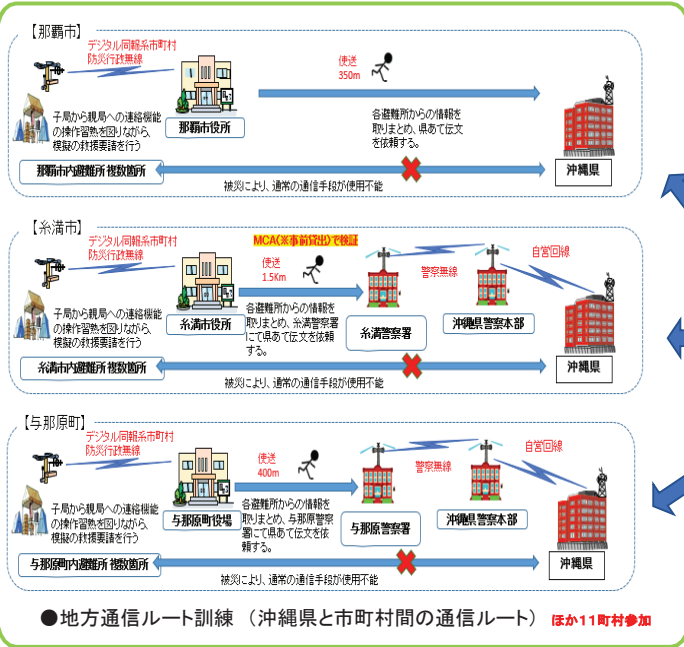 【那覇市】
デジタル同報系市町村
防災行政無線
使送
350m
子局から親局への連絡機能
の操作習熟を図りながら、
模擬の救援要請を行う
那覇市役所
各避難所からの情報を
取りまとめ、県あて伝文
を依頼する。
那覇市内避難所 複数箇所
沖縄県
被災により、通常の通信手段が使用不能
【糸満市】
デジタル同報系市町村
防災行政無線
MCA(※事前貸出)で検証
使送
1.5Km
警察無線
自営回線
子局から親局への連絡機能
の操作習熟を図りながら、
模擬の救援要請を行う
糸満市役所
各避難所からの情報を
取りまとめ、糸満警察署
にて県あて伝文を依頼
する。
糸満警察署
沖縄県警察本部
糸満市内避難所 複数箇所
沖縄県
被災により、通常の通信手段が使用不能
【与那原町】
デジタル同報系市町村
防災行政無線
使送
400m
警察無線
自営回線
子局から親局への連絡機能
の操作習熟を図りながら、
模擬の救援要請を行う
与那原町役場
各避難所からの情報を
取りまとめ、与那原警察
署にて県あて伝文を依
頼する。
与那原警察署
沖縄県警察本部
与那原町内避難所 複数箇所
沖縄県
被災により、通常の通信手段が使用不能
●地方通信ルート訓練 （沖縄県と市町村間の通信ルート） ほか11町村参加